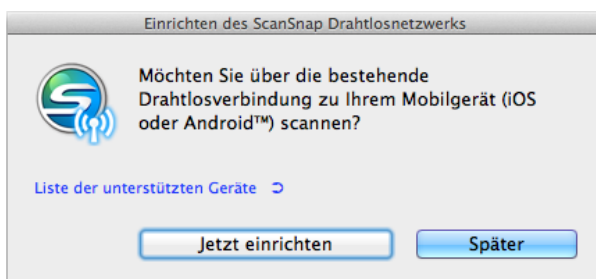 Einrichten des ScanSnap Drahtlosnetzwerks
Möchten Sie über die bestehende
Drahtlosverbindung zu Ihrem Mobilgerät (iOS
oder Android™) scannen?
Liste der unterstützten Geräte
Jetzt einrichten
Später